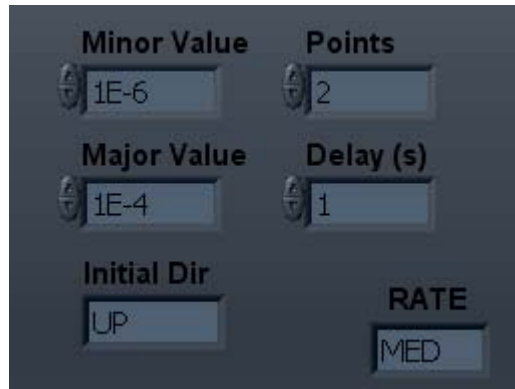 Minor Value
Points
1E-6
2
Major Value
Delay (s)
1E-4
1
Initial Dir
UP
RATE
MED